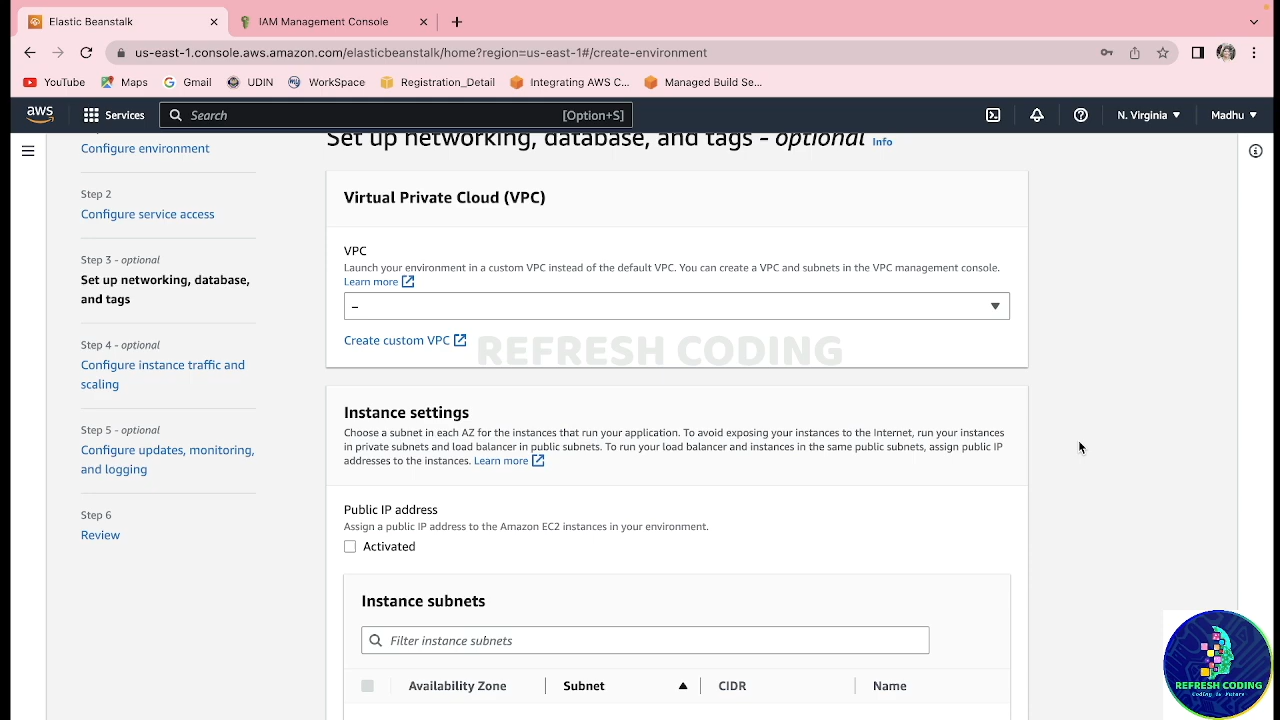 Elastic Beanstalk
IAM Management Console
us-east-1.console.aws.amazon.com/elasticbeanstalk/home?region=us-east-1#/create-environment
YouTube
Maps
Gmail
UDIN
WorkSpace
Registration_Detail
Integrating AWS C...
Managed Build Se...
aws
Services
Search
[Option+S]
N. Virginia
Madhu
Configure environment
Step 2
Configure service access
Step 3 - optional
Set up networking, database,
and tags
Step 4 - optional
Configure instance traffic and
scaling
Step 5 - optional
Configure updates, monitoring,
and logging
Step 6
Review
Set up networking, database, and tags - optional Info
Virtual Private Cloud (VPC)
VPC
Launch your environment in a custom VPC instead of the default VPC. You can create a VPC and subnets in the VPC management console.
Learn more
–
Create custom VPC
REFRESH CODING
Instance settings
Choose a subnet in each AZ for the instances that run your application. To avoid exposing your instances to the Internet, run your instances
in private subnets and load balancer in public subnets. To run your load balancer and instances in the same public subnets, assign public IP
addresses to the instances. Learn more
Public IP address
Assign a public IP address to the Amazon EC2 instances in your environment.
Activated
Instance subnets
Filter instance subnets
Availability Zone
Subnet
CIDR
Name
REFRESH CODING
Coding is Future